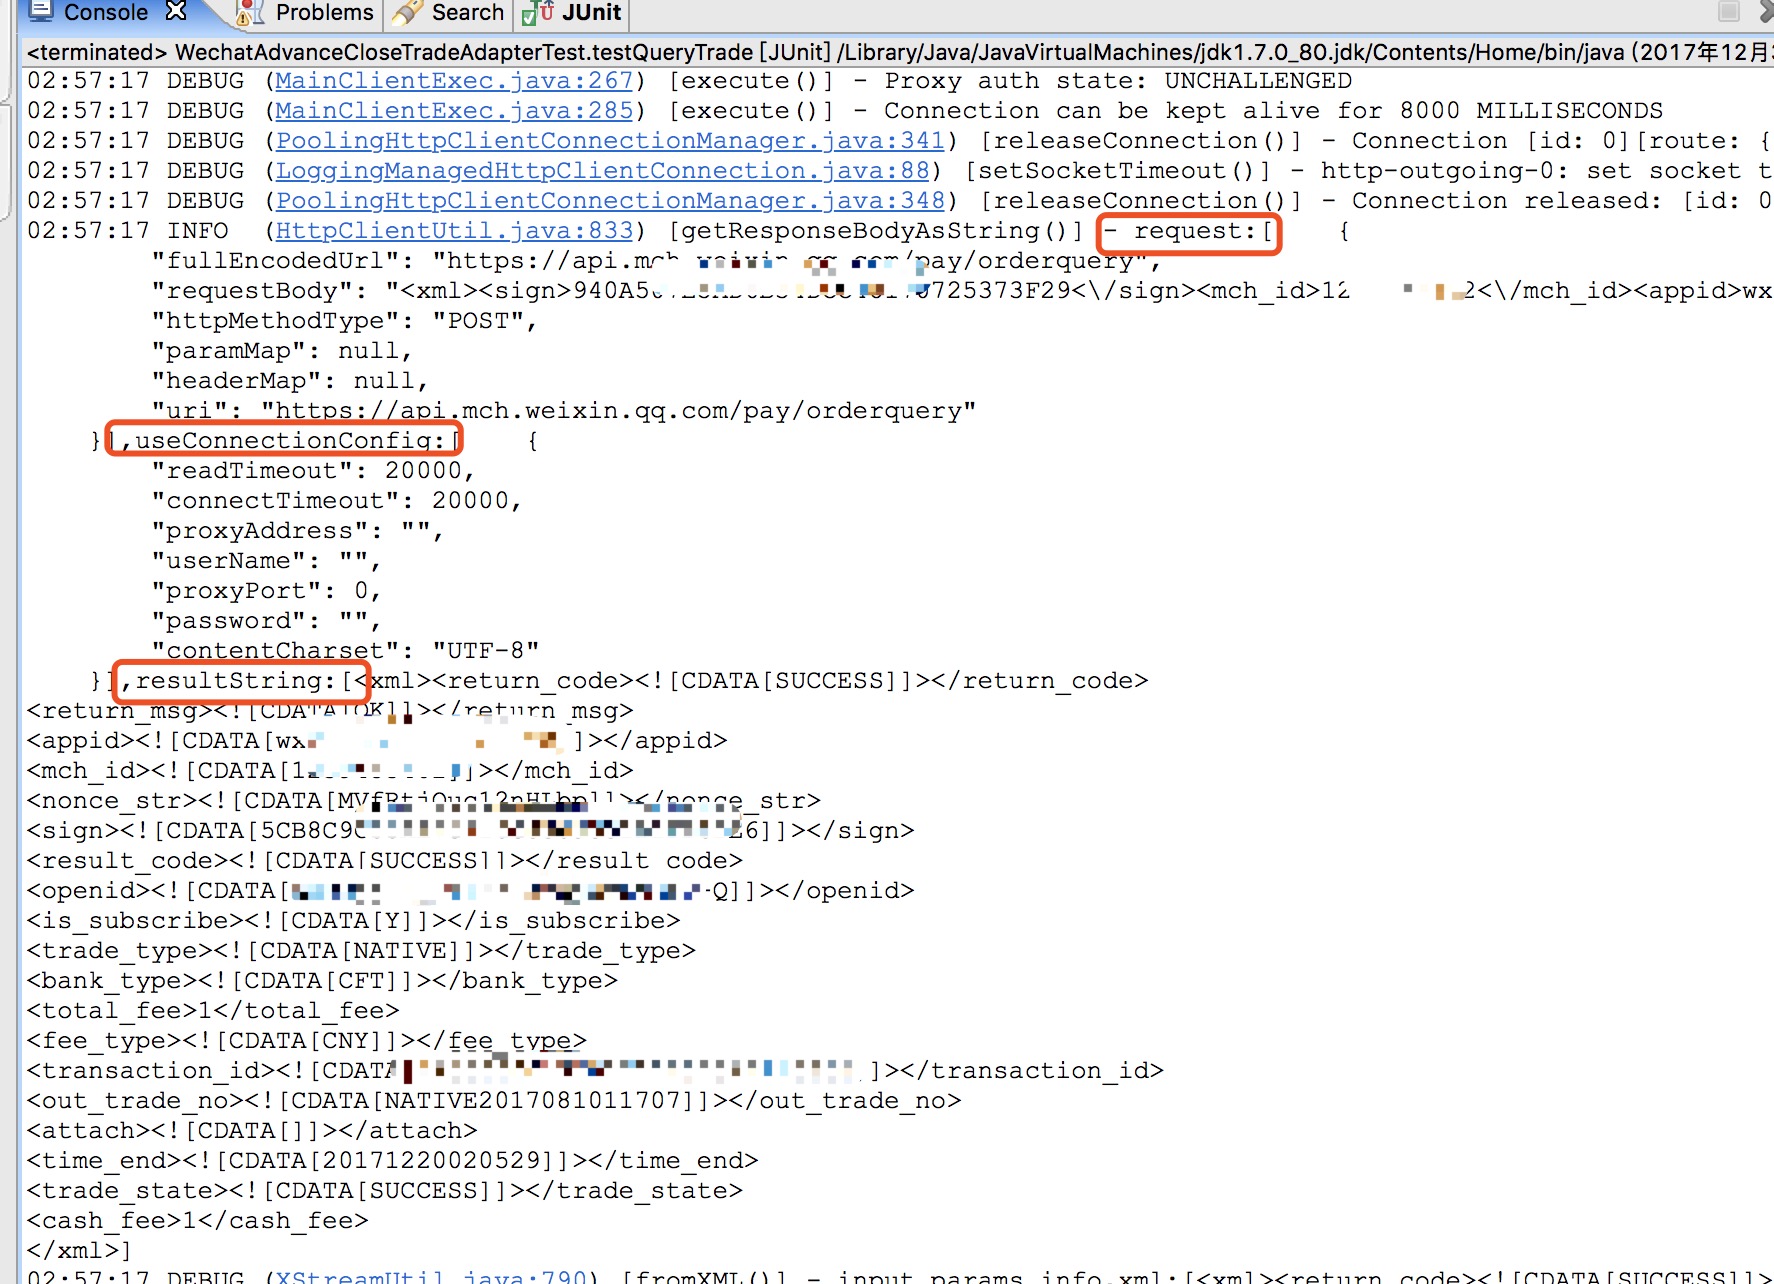 Console Problems Search JUnit
<terminated> WechatAdvanceCloseTradeAdapterTest.testQueryTrade [JUnit] /Library/Java/JavaVirtualMachines/jdk1.7.0_80.jdk/Contents/Home/bin/java (2017年12月
02:57:17 DEBUG (MainClientExec.java:267) [execute()] - Proxy auth state: UNCHALLENGED
02:57:17 DEBUG (MainClientExec.java:285) [execute()] - Connection can be kept alive for 8000 MILLISECONDS
02:57:17 DEBUG (PoolingHttpClientConnectionManager.java:341) [releaseConnection()] - Connection [id: 0][route: {
02:57:17 DEBUG (LoggingManagedHttpClientConnection.java:88) [setSocketTimeout()] - http-outgoing-0: set socket t
02:57:17 DEBUG (PoolingHttpClientConnectionManager.java:348) [releaseConnection()] - Connection released: [id: 0
02:57:17 INFO  (HttpClientUtil.java:833) [getResponseBodyAsString()] - request:[    {
"fullEncodedUrl": "https://api.mch.weixin.qq.com/pay/orderquery",
"requestBody": "<xml><sign>940A5 725373F29<\/sign><mch_id>12 2<\/mch_id><appid>wx
"httpMethodType": "POST",
"paramMap": null,
"headerMap": null,
"uri": "https://api.mch.weixin.qq.com/pay/orderquery"
}],useConnectionConfig:[    {
"readTimeout": 20000,
"connectTimeout": 20000,
"proxyAddress": "",
"userName": "",
"proxyPort": 0,
"password": "",
"contentCharset": "UTF-8"
}],resultString:[<xml><return_code><![CDATA[SUCCESS]]></return_code>
<return_msg><![CDATA[OK]]></return_msg>
<appid><![CDATA[wx ]></appid>
<mch_id><![CDATA[1 ]></mch_id>
<nonce_str><![CDATA[MVfRtjQuc12nHLbp]]></nonce_str>
<sign><![CDATA[5CB8C9 6]]></sign>
<result_code><![CDATA[SUCCESS]]></result_code>
<openid><![CDATA[ -Q]]></openid>
<is_subscribe><![CDATA[Y]]></is_subscribe>
<trade_type><![CDATA[NATIVE]]></trade_type>
<bank_type><![CDATA[CFT]]></bank_type>
<total_fee>1</total_fee>
<fee_type><![CDATA[CNY]]></fee_type>
<transaction_id><![CDATA ]></transaction_id>
<out_trade_no><![CDATA[NATIVE2017081011707]]></out_trade_no>
<attach><![CDATA[]]></attach>
<time_end><![CDATA[20171220020529]]></time_end>
<trade_state><![CDATA[SUCCESS]]></trade_state>
<cash_fee>1</cash_fee>
</xml>]
02:57:17 DEBUG (XStreamUtil.java:790) [fromXML()] - input params info,xml:[<xml><return_code><![CDATA[SUCCESS]]>